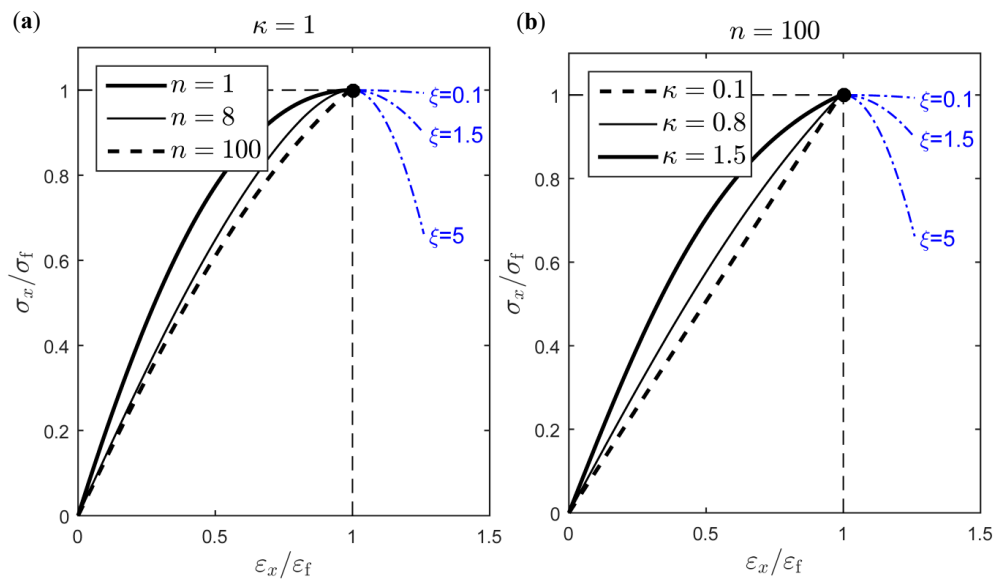 (a)
κ = 1
n = 1
n = 8
n = 100
ξ=0.1
ξ=1.5
ξ=5
1
0.8
0.6
0.4
0.2
0
0
0.5
1
1.5
σx/σf
εx/εf
(b)
n = 100
κ = 0.1
κ = 0.8
κ = 1.5
ξ=0.1
ξ=1.5
ξ=5
1
0.8
0.6
0.4
0.2
0
0
0.5
1
1.5
σx/σf
εx/εf